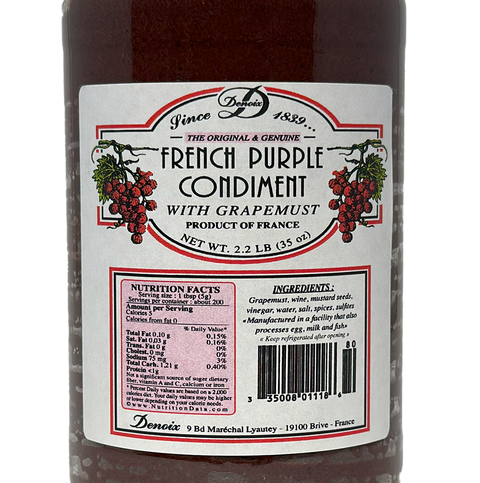 Since Denoix 1839...
D
THE ORIGINAL & GENUINE
FRENCH PURPLE
CONDIMENT
WITH GRAPEMUST
PRODUCT OF FRANCE
NET WT. 2.2 LB (35 oz)
NUTRITION FACTS
Serving size : 1 tbsp (5g)
Servings per container : about 200
Amount per Serving
Calories 5
Calories from fat 0
% Daily Value*
Total Fat 0,10 g 0,15%
Sat. Fat 0,03 g 0,16%
Trans. Fat 0 g 0%
Cholest. 0 mg 0%
Sodium 75 mg 3%
Total Carb. 1,21 g 0,40%
Protein <1g
Not a significant source of sugar dietary
fiber, vitamin A and C, calcium or iron
* Percent Daily values are based on a 2,000
calories diet. Your daily values may be higher
or lower depending on your calorie needs.
©www.NutritionData.com
INGREDIENTS :
Grapemust, wine, mustard seeds,
vinegar, water, salt, spices, sulfors
«Manufactured in a facility that also
processes egg, milk and fish»
« Keep refrigerated after opening »
80
3 35008 01118 6
Denoix 9 Bd Maréchal Lyautey - 19100 Brive - France